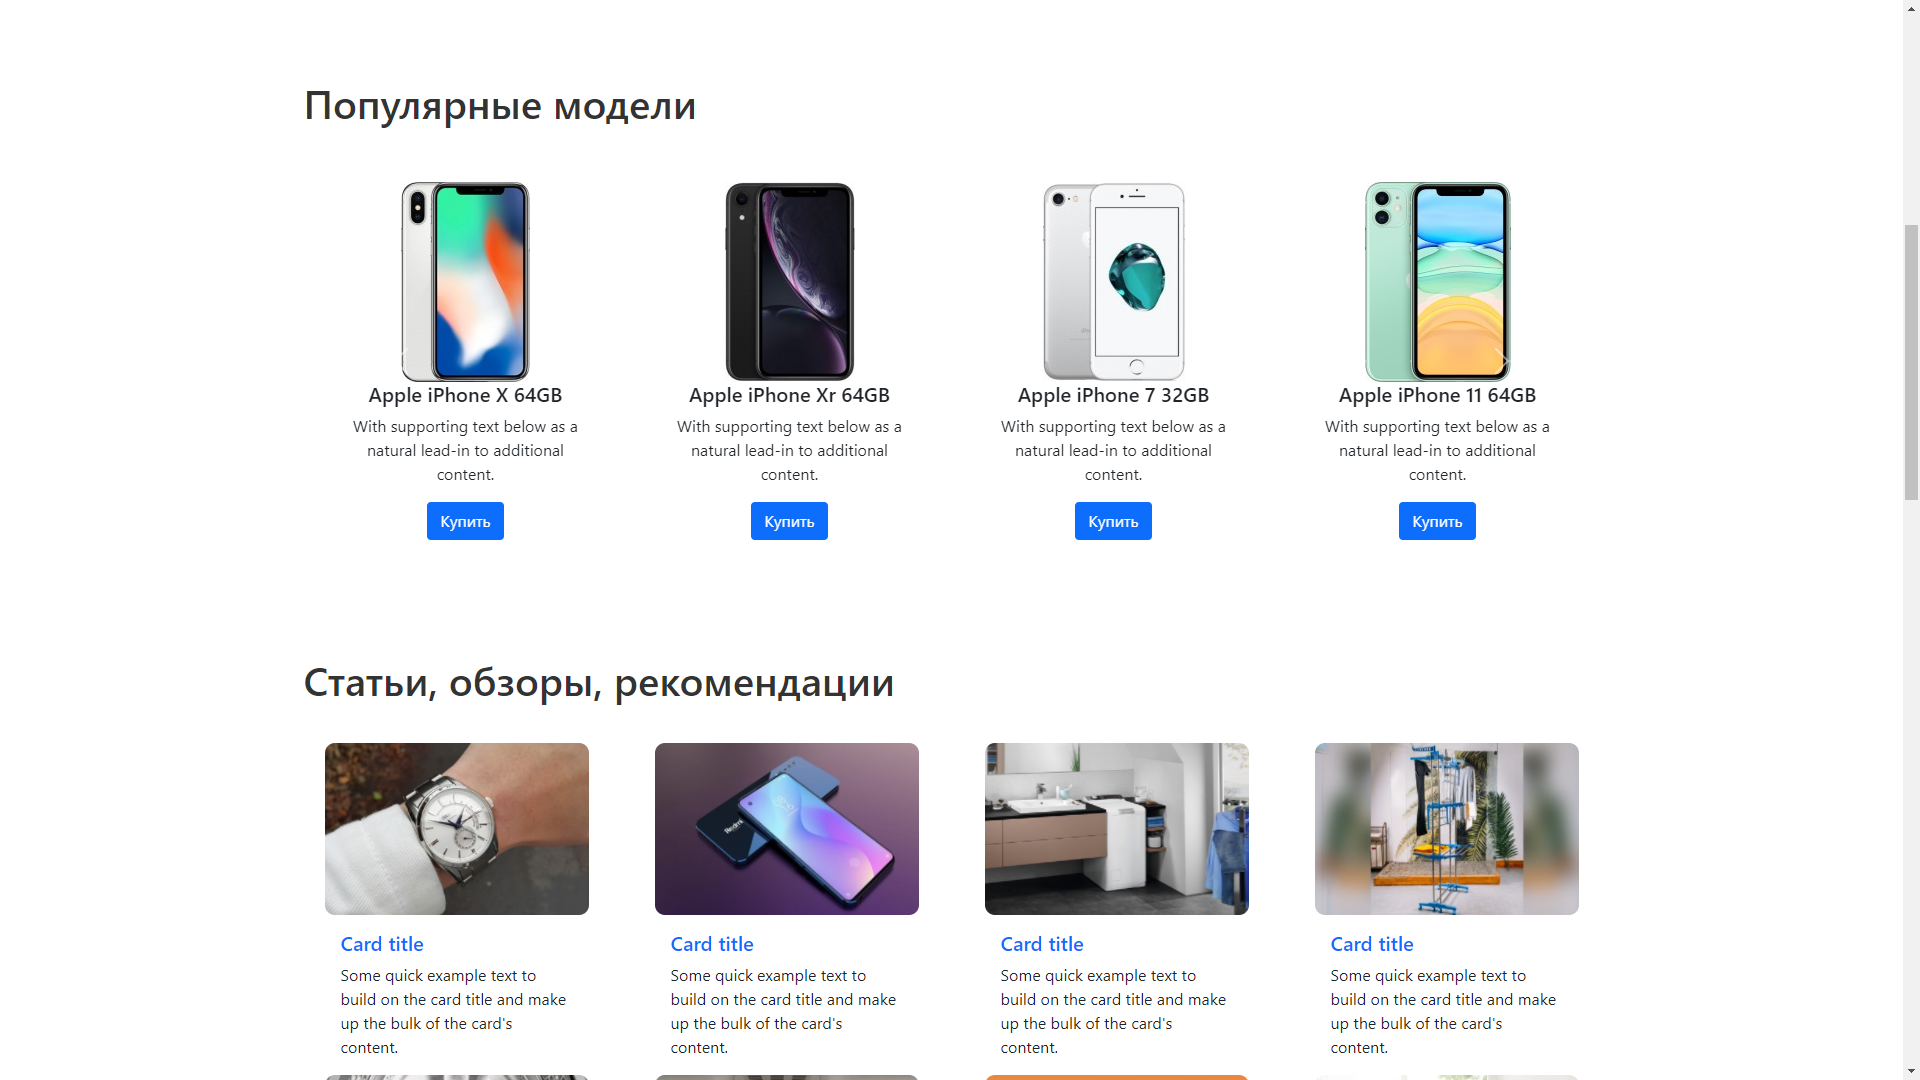 Популярные модели
Apple iPhone X 64GB
With supporting text below as a
natural lead-in to additional
content.
Купить
Apple iPhone Xr 64GB
With supporting text below as a
natural lead-in to additional
content.
Купить
Apple iPhone 7 32GB
With supporting text below as a
natural lead-in to additional
content.
Купить
Apple iPhone 11 64GB
With supporting text below as a
natural lead-in to additional
content.
Купить
Статьи, обзоры, рекомендации
Redmi
Card title
Some quick example text to
build on the card title and make
up the bulk of the card's
content.
Card title
Some quick example text to
build on the card title and make
up the bulk of the card's
content.
Card title
Some quick example text to
build on the card title and make
up the bulk of the card's
content.
Card title
Some quick example text to
build on the card title and make
up the bulk of the card's
content.